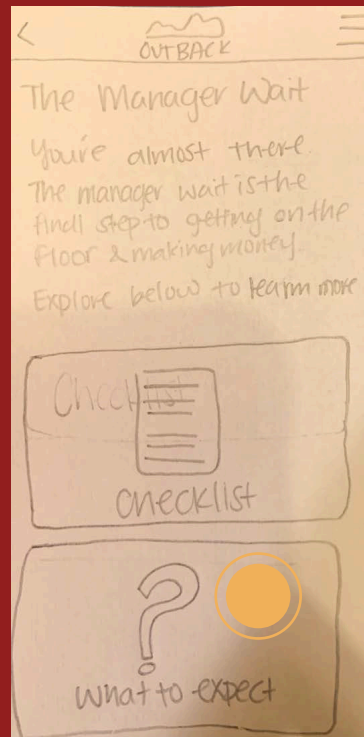 OUTBACK
The Manager Wait
You're almost there.
The manager wait is the
final step to getting on the
floor & making money.
Explore below to learn more
Checklist
checklist
?
What to expect